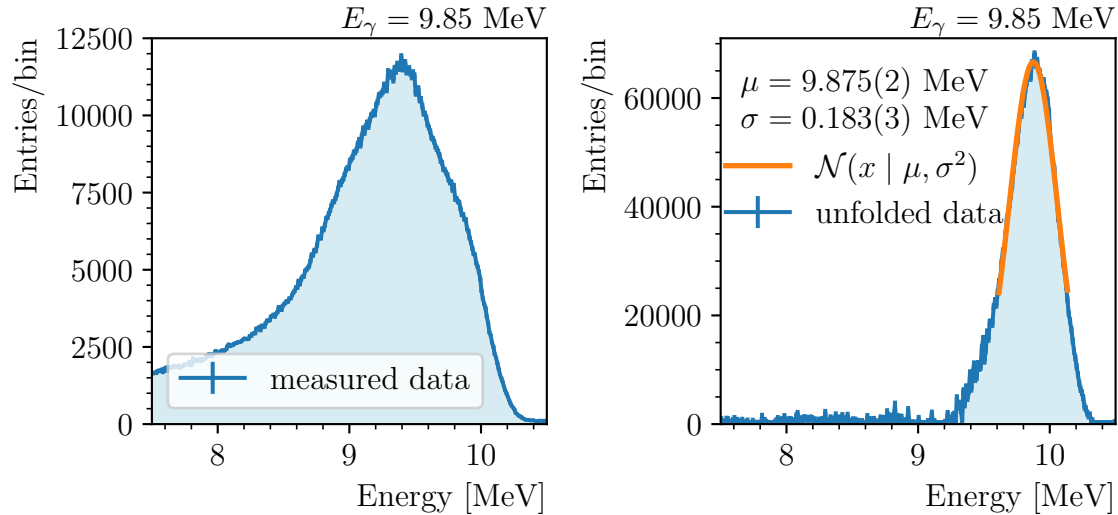 E_γ = 9.85 MeV
Entries/bin
12500
10000
7500
5000
2500
0
measured data
8
9
10
Energy [MeV]
E_γ = 9.85 MeV
Entries/bin
60000
40000
20000
0
μ = 9.875(2) MeV
σ = 0.183(3) MeV
𝒩(x | μ, σ²)
unfolded data
8
9
10
Energy [MeV]